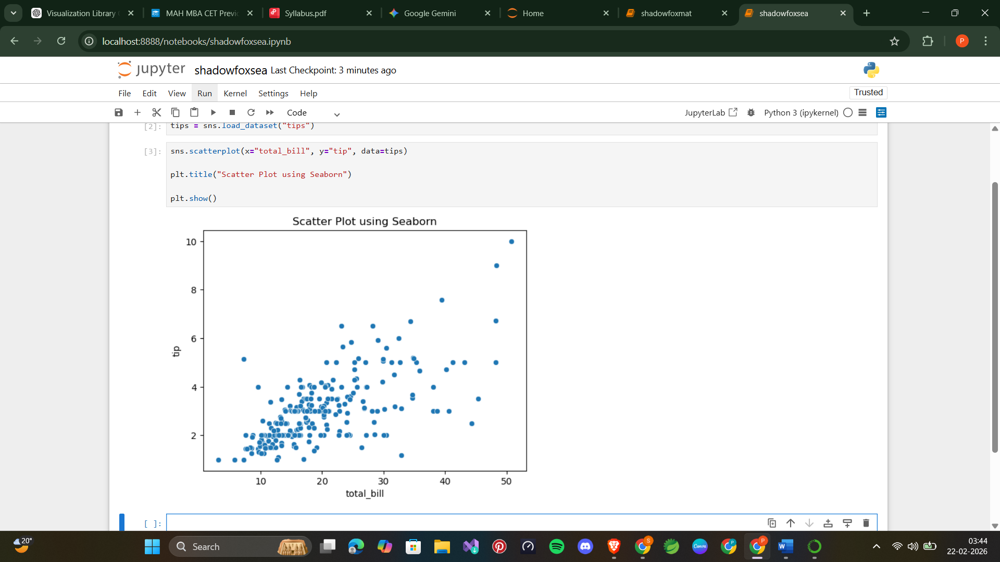 Visualization Library
MAH MBA CET Previo
Syllabus.pdf
Google Gemini
Home
shadowfoxmat
shadowfoxsea
localhost:8888/notebooks/shadowfoxsea.ipynb
P
jupyter
shadowfoxsea Last Checkpoint: 3 minutes ago
File Edit View Run Kernel Settings Help
Trusted
Code
JupyterLab
Python 3 (ipykernel)
[2]: tips = sns.load_dataset("tips")
[3]: sns.scatterplot(x="total_bill", y="tip", data=tips)
plt.title("Scatter Plot using Seaborn")
plt.show()
Scatter Plot using Seaborn
10
8
6
4
2
tip
10 20 30 40 50
total_bill
[ ]:
20°
Search
Canva
S
P
P
W
03:44
22-02-2026